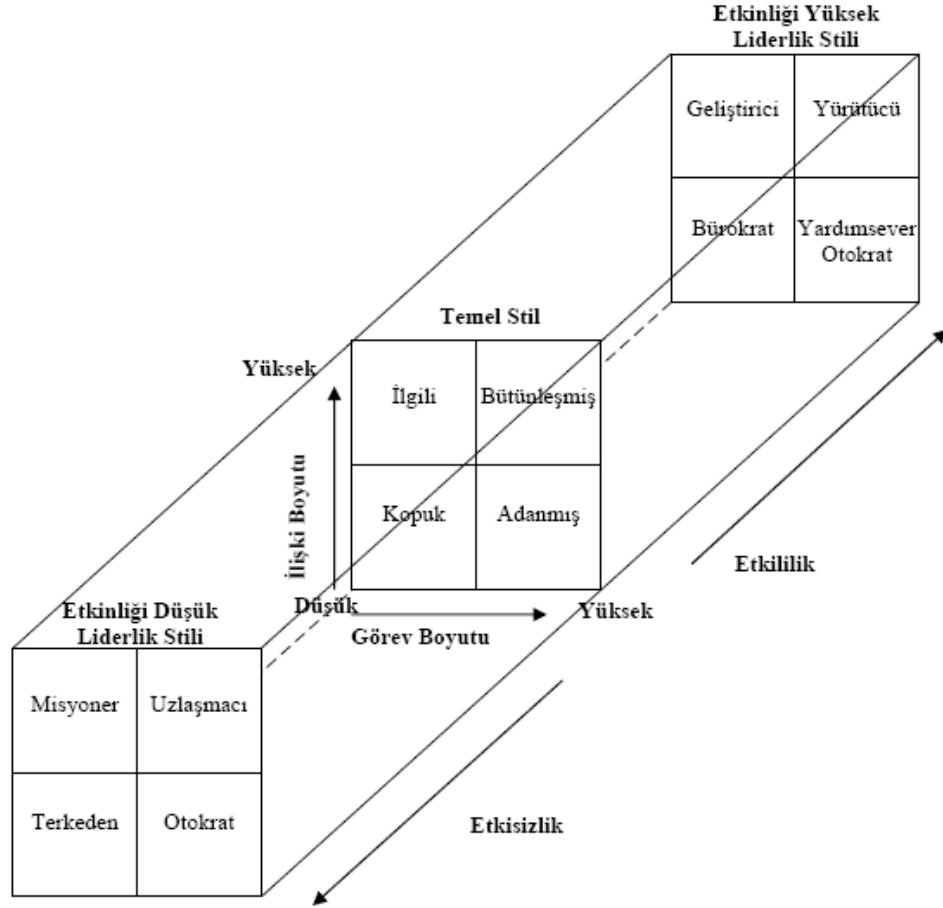 Etkinliği Yüksek
Liderlik Stili
Geliştirici
Yürütücü
Bürokrat
Yardımsever
Otokrat
Temel Stil
Yüksek
İlgili
Bütünleşmiş
İlişki Boyutu
Kopuk
Adanmış
Etkililik
Düşük
Yüksek
Görev Boyutu
Etkinliği Düşük
Liderlik Stili
Misyoner
Uzlaşmacı
Terkeden
Otokrat
Etkisizlik